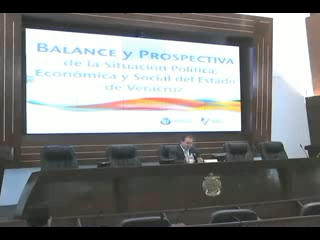 BALANCE Y PROSPECTIVA
de la Situación Política,
Económica y Social del Estado
de Veracruz